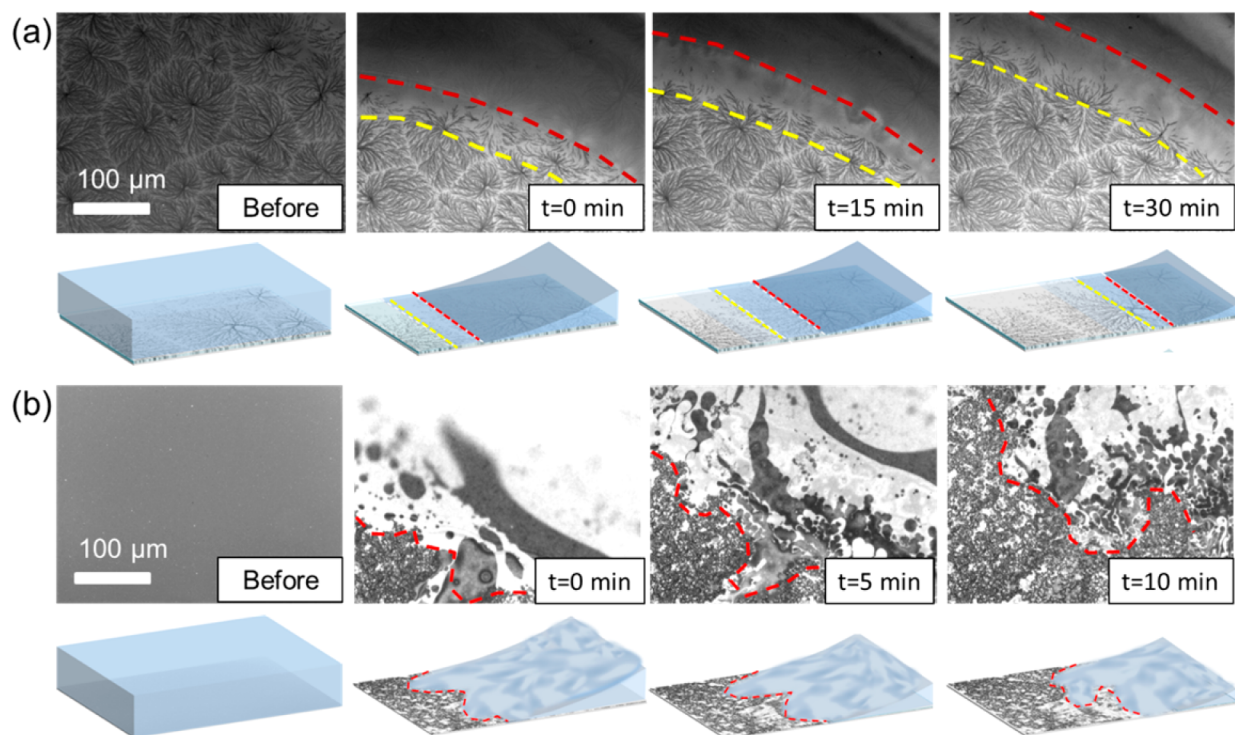 (a)
100 µm
Before
t=0 min
t=15 min
t=30 min
(b)
100 µm
Before
t=0 min
t=5 min
t=10 min